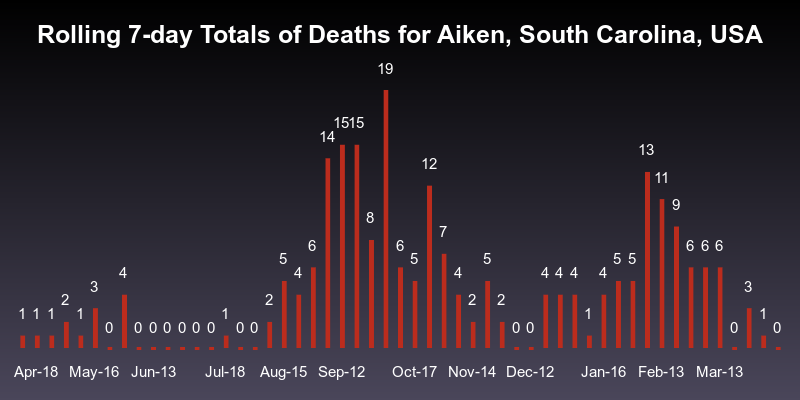 Rolling 7-day Totals of Deaths for Aiken, South Carolina, USA
1 1 1 2 1 3 0 4 0 0 0 0 0 0 1 0 0 2 5 4 6 14 15 15 8 19 6 5 12 7 4 2 5 2 0 0 4 4 4 1 4 5 5 13 11 9 6 6 6 0 3 1 0
Apr-18 May-16 Jun-13 Jul-18 Aug-15 Sep-12 Oct-17 Nov-14 Dec-12 Jan-16 Feb-13 Mar-13